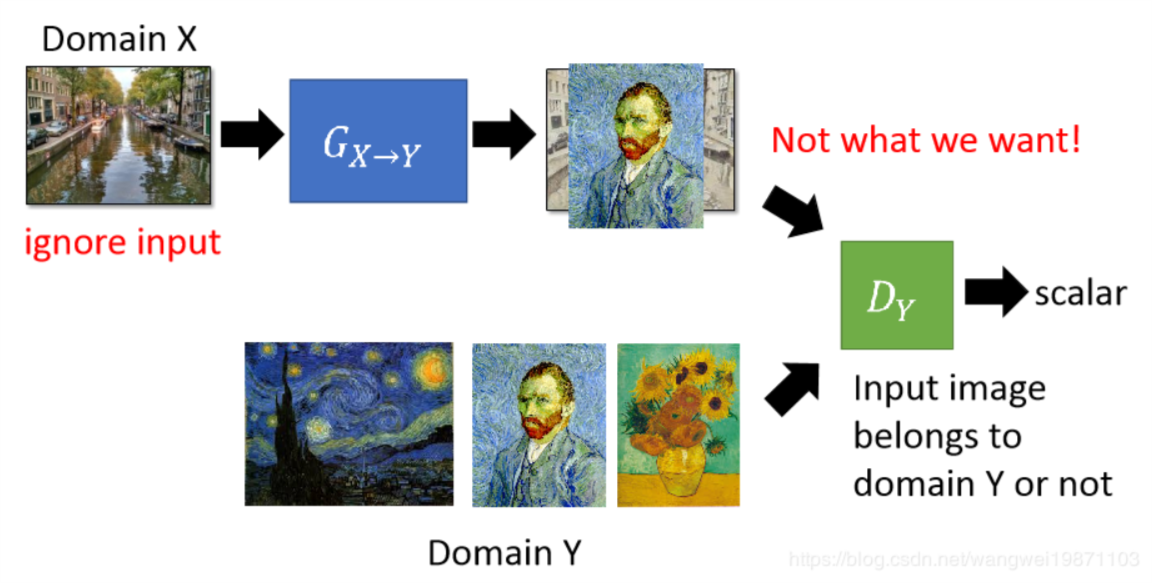 Domain X
G_{X→Y}
Not what we want!
ignore input
D_Y
scalar
Input image
belongs to
domain Y or not
Domain Y
https://blog.csdn.net/wangwei19871103